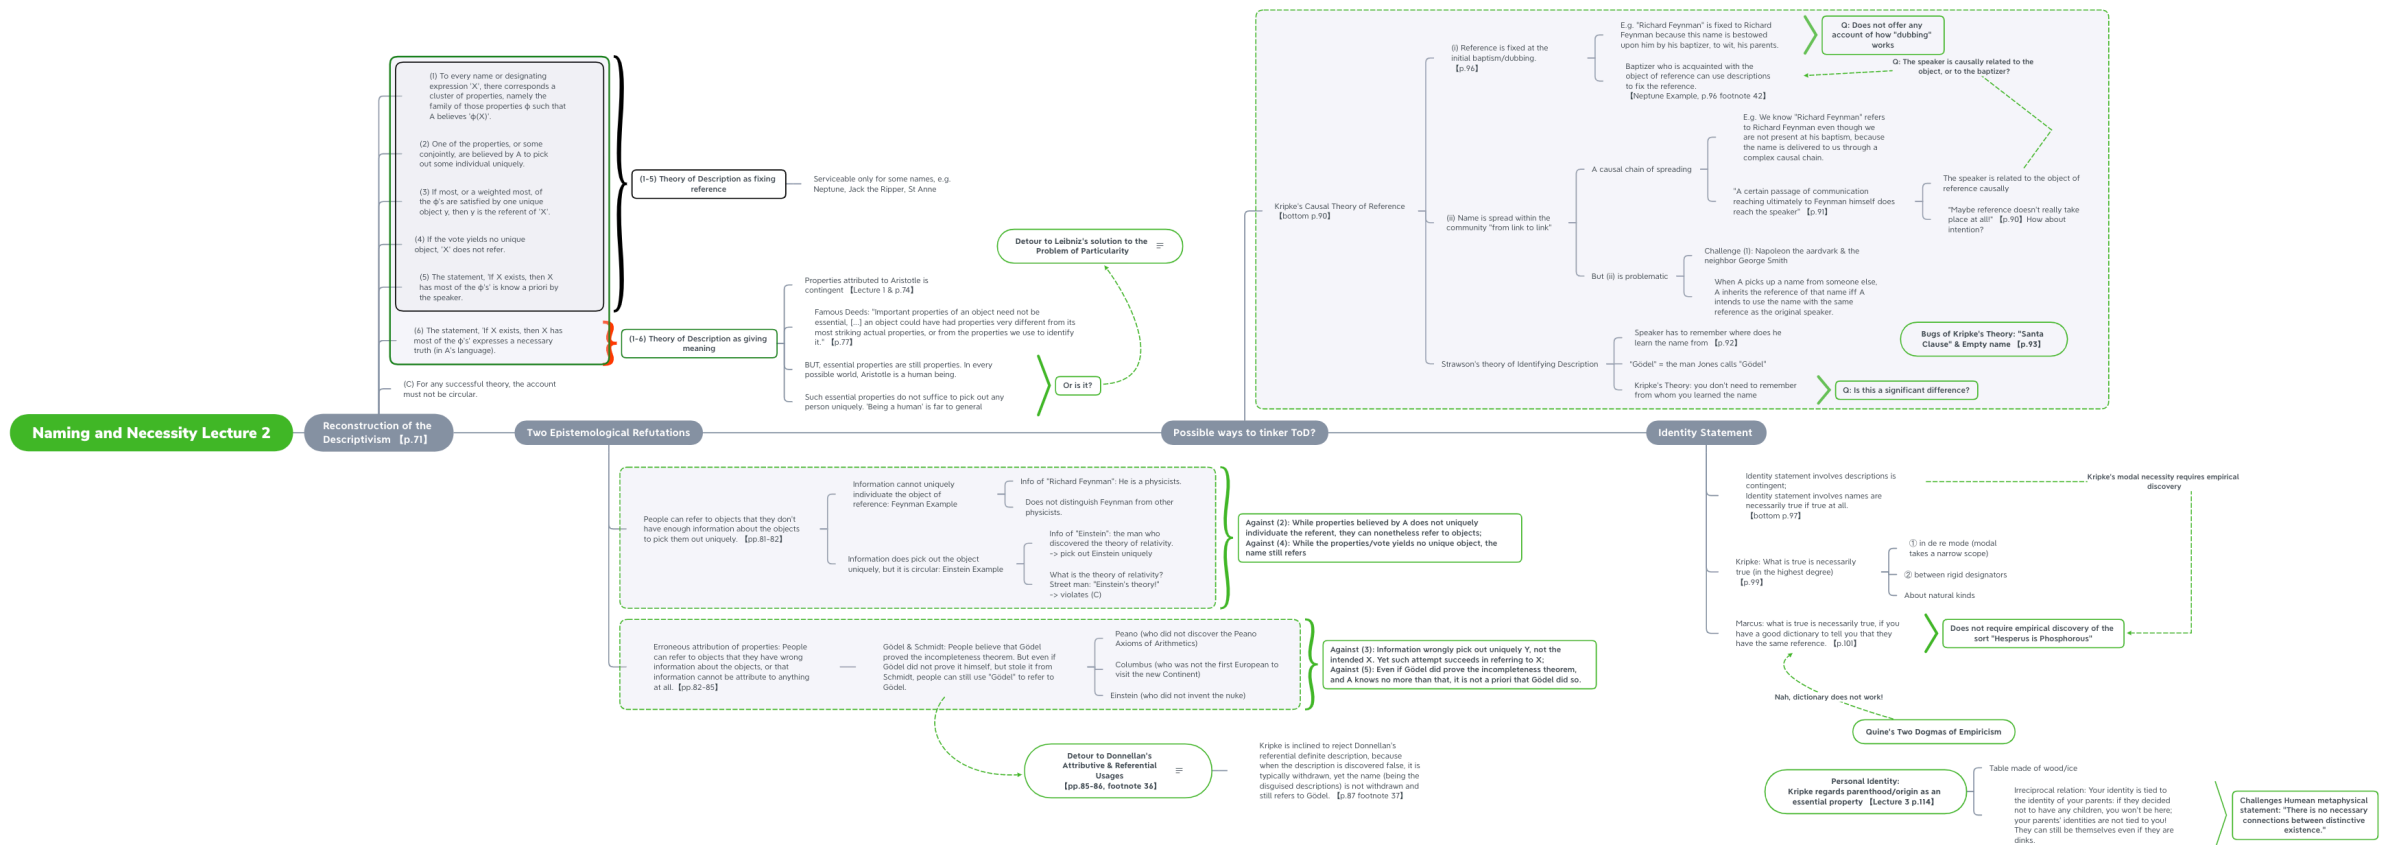 Naming and Necessity Lecture 2
Reconstruction of the
Descriptivism 【p.71】
(1) To every name or designating
expression 'X', there corresponds a
cluster of properties, namely the
family of those properties φ such that
A believes 'φ(X)'.
(2) One of the properties, or some
conjointly, are believed by A to pick
out some individual uniquely.
(3) If most, or a weighted most, of
the φ's are satisfied by one unique
object y, then y is the referent of 'X'.
(4) If the vote yields no unique
object, 'X' does not refer.
(5) The statement, 'If X exists, then X
has most of the φ's' is know a priori by
the speaker.
(6) The statement, 'If X exists, then X has
most of the φ's' expresses a necessary
truth (in A's language).
(C) For any successful theory, the account
must not be circular.
(1-5) Theory of Description as fixing
reference
Serviceable only for some names, e.g.
Neptune, Jack the Ripper, St Anne
(1-6) Theory of Description as giving
meaning
Properties attributed to Aristotle is
contingent 【Lecture 1 & p.74】
Famous Deeds: "Important properties of an object need not be
essential, [...] an object could have had properties very different from its
most striking actual properties, or from the properties we use to identify
it." 【p.77】
BUT, essential properties are still properties. In every
possible world, Aristotle is a human being.
Such essential properties do not suffice to pick out any
person uniquely. 'Being a human' is far to general
Or is it?
Detour to Leibniz's solution to the
Problem of Particularity
Two Epistemological Refutations
People can refer to objects that they don't
have enough information about the objects
to pick them out uniquely. 【pp.81-82】
Information cannot uniquely
individuate the object of
reference: Feynman Example
Info of "Richard Feynman": He is a physicists.
Does not distinguish Feynman from other
physicists.
Information does pick out the object
uniquely, but it is circular: Einstein Example
Info of "Einstein": the man who
discovered the theory of relativity.
-> pick out Einstein uniquely
What is the theory of relativity?
Street man: "Einstein's theory!"
-> violates (C)
Against (2): While properties believed by A does not uniquely
individuate the referent, they can nonetheless refer to objects;
Against (4): While the properties/vote yields no unique object, the
name still refers
Erroneous attribution of properties: People
can refer to objects that they have wrong
information about the objects, or that
information cannot be attribute to anything
at all. 【pp.82-85】
Gödel & Schmidt: People believe that Gödel
proved the incompleteness theorem. But even if
Gödel did not prove it himself, but stole it from
Schmidt, people can still use "Gödel" to refer to
Gödel.
Peano (who did not discover the Peano
Axioms of Arithmetics)
Columbus (who was not the first European to
visit the new Continent)
Einstein (who did not invent the nuke)
Against (3): Information wrongly pick out uniquely Y, not the
intended X. Yet such attempt succeeds in referring to X;
Against (5): Even if Gödel did prove the incompleteness theorem,
and A knows no more than that, it is not a priori that Gödel did so.
Detour to Donnellan's
Attributive & Referential
Usages
【pp.85-86, footnote 36】
Kripke is inclined to reject Donnellan's
referential definite description, because
when the description is discovered false, it is
typically withdrawn, yet the name (being the
disguised descriptions) is not withdrawn and
still refers to Gödel. 【p.87 footnote 37】
Possible ways to tinker ToD?
Kripke's Causal Theory of Reference
【bottom p.90】
(i) Reference is fixed at the
initial baptism/dubbing.
【p.96】
E.g. "Richard Feynman" is fixed to Richard
Feynman because this name is bestowed
upon him by his baptizer, to wit, his parents.
Q: Does not offer any
account of how "dubbing"
works
Baptizer who is acquainted with the
object of reference can use descriptions
to fix the reference.
【Neptune Example, p.96 footnote 42】
Q: The speaker is causally related to the
object, or to the baptizer?
(ii) Name is spread within the
community "from link to link"
A causal chain of spreading
E.g. We know "Richard Feynman" refers
to Richard Feynman even though we
are not present at his baptism, because
the name is delivered to us through a
complex causal chain.
"A certain passage of communication
reaching ultimately to Feynman himself does
reach the speaker" 【p.91】
The speaker is related to the object of
reference causally
"Maybe reference doesn't really take
place at all!" 【p.90】 How about
intention?
But (ii) is problematic
Challenge (1): Napoleon the aardvark & the
neighbor George Smith
When A picks up a name from someone else,
A inherits the reference of that name iff A
intends to use the name with the same
reference as the original speaker.
Strawson's theory of Identifying Description
Speaker has to remember where does he
learn the name from 【p.92】
"Gödel" = the man Jones calls "Gödel"
Kripke's Theory: you don't need to remember
from whom you learned the name
Q: Is this a significant difference?
Bugs of Kripke's Theory: "Santa
Clause" & Empty name 【p.93】
Identity Statement
Identity statement involves descriptions is
contingent;
Identity statement involves names are
necessarily true if true at all.
【bottom p.97】
Kripke's modal necessity requires empirical
discovery
Kripke: What is true is necessarily
true (in the highest degree)
【p.99】
① in de re mode (modal
takes a narrow scope)
② between rigid designators
About natural kinds
Marcus: what is true is necessarily true, if you
have a good dictionary to tell you that they
have the same reference. 【p.101】
Does not require empirical discovery of the
sort "Hesperus is Phosphorous"
Nah, dictionary does not work!
Quine's Two Dogmas of Empiricism
Personal Identity:
Kripke regards parenthood/origin as an
essential property 【Lecture 3 p.114】
Table made of wood/ice
Irreciprocal relation: Your identity is tied to
the identity of your parents: if they decided
not to have any children, you won't be here;
your parents' identities are not tied to you!
They can still be themselves even if they are
dinks.
Challenges Humean metaphysical
statement: "There is no necessary
connections between distinctive
existence."